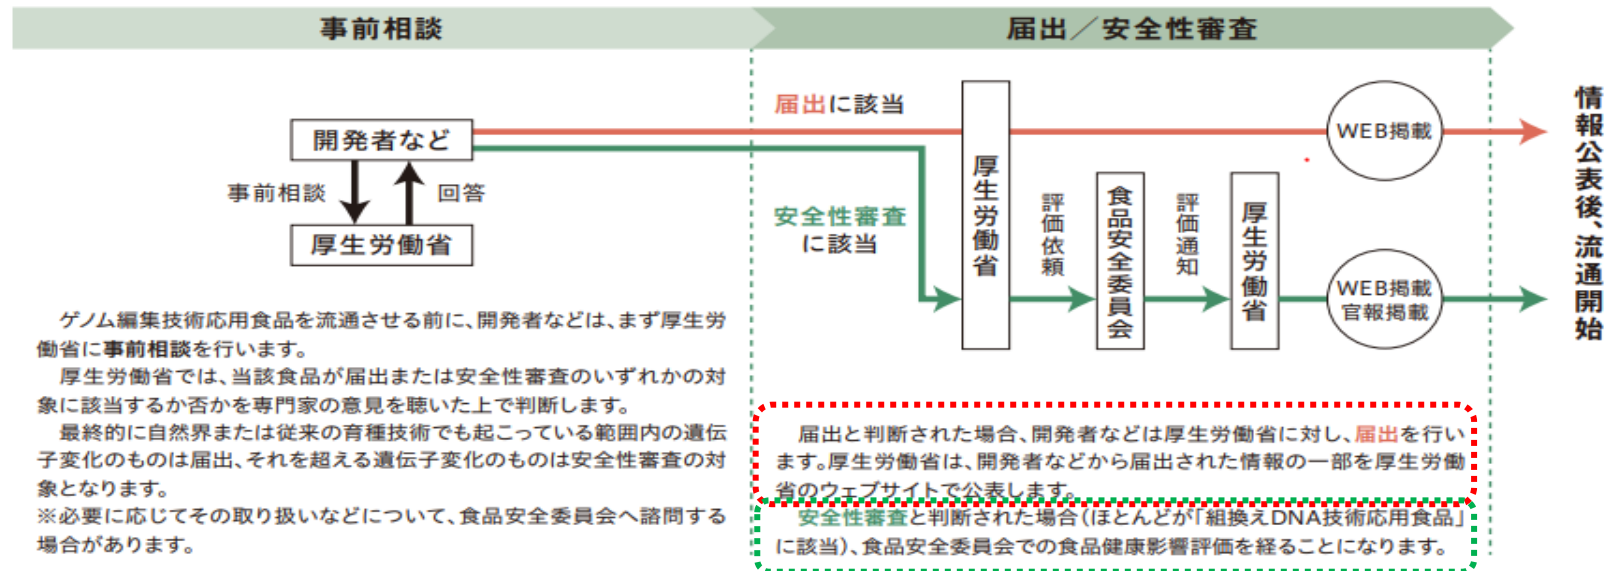 事前相談
届出／安全性審査
届出に該当
開発者など
事前相談
回答
厚生労働省
安全性審査
に該当
厚生労働省
評価依頼
食品安全委員会
評価通知
厚生労働省
WEB掲載
WEB掲載
官報掲載
情報公表後、流通開始
ゲノム編集技術応用食品を流通させる前に、開発者などは、まず厚生労
働省に事前相談を行います。
厚生労働省では、当該食品が届出または安全性審査のいずれかの対
象に該当するか否かを専門家の意見を聴いた上で判断します。
最終的に自然界または従来の育種技術でも起こっている範囲内の遺伝
子変化のものは届出、それを超える遺伝子変化のものは安全性審査の対
象となります。
※必要に応じてその取り扱いなどについて、食品安全委員会へ諮問する
場合があります。
届出と判断された場合、開発者などは厚生労働省に対し、届出を行い
ます。厚生労働省は、開発者などから届出された情報の一部を厚生労働
省のウェブサイトで公表します。
安全性審査と判断された場合（ほとんどが「組換えDNA技術応用食品」
に該当）、食品安全委員会での食品健康影響評価を経ることになります。